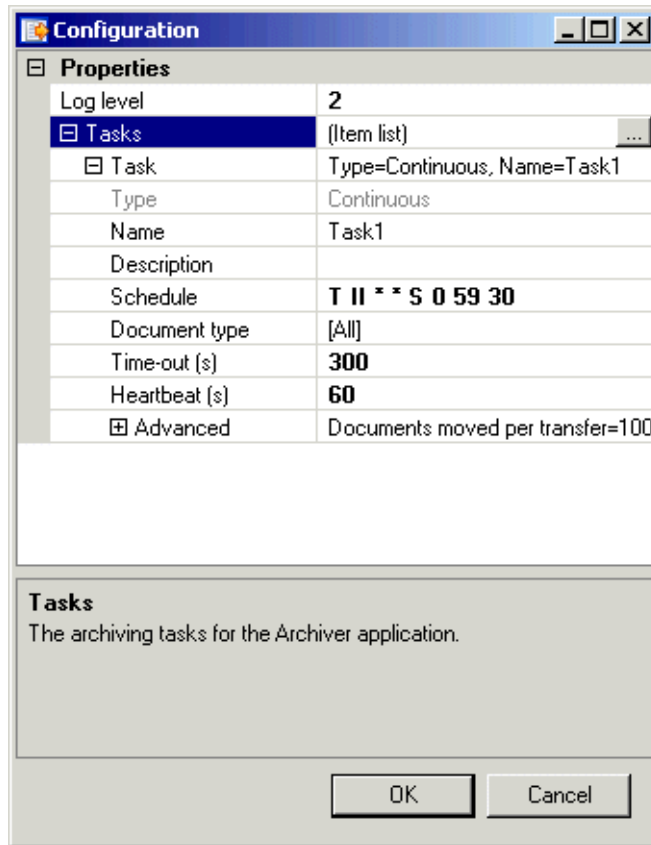 Configuration
Properties
Log level 2
Tasks (Item list) ...
Task Type=Continuous, Name=Task1
Type Continuous
Name Task1
Description
Schedule T II * * S 0 59 30
Document type [All]
Time-out (s) 300
Heartbeat (s) 60
Advanced Documents moved per transfer=100
Tasks
The archiving tasks for the Archiver application.
OK Cancel